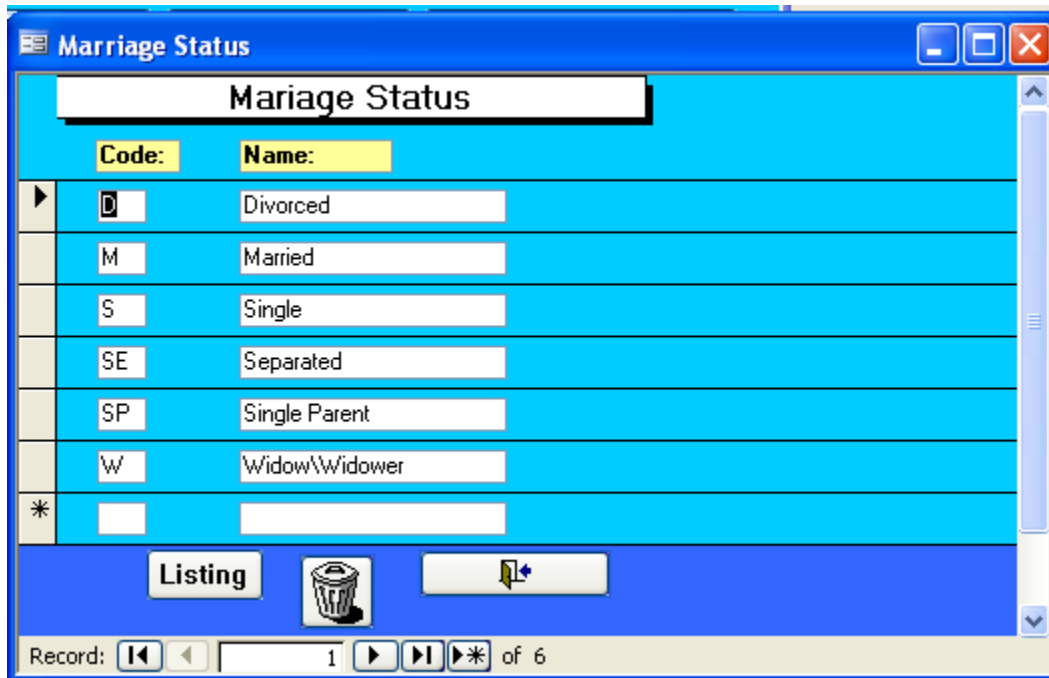 Marriage Status
Mariage Status
Code: Name:
D Divorced
M Married
S Single
SE Separated
SP Single Parent
W Widow\Widower
Listing
Record: 1 of 6